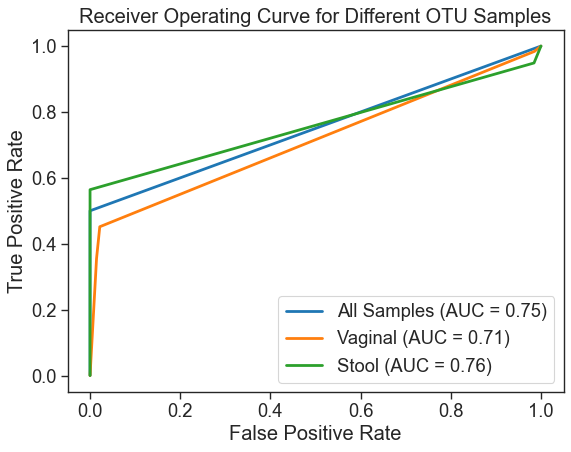 Receiver Operating Curve for Different OTU Samples
1.0
0.8
0.6
0.4
0.2
0.0
True Positive Rate
All Samples (AUC = 0.75)
Vaginal (AUC = 0.71)
Stool (AUC = 0.76)
0.0 0.2 0.4 0.6 0.8 1.0
False Positive Rate